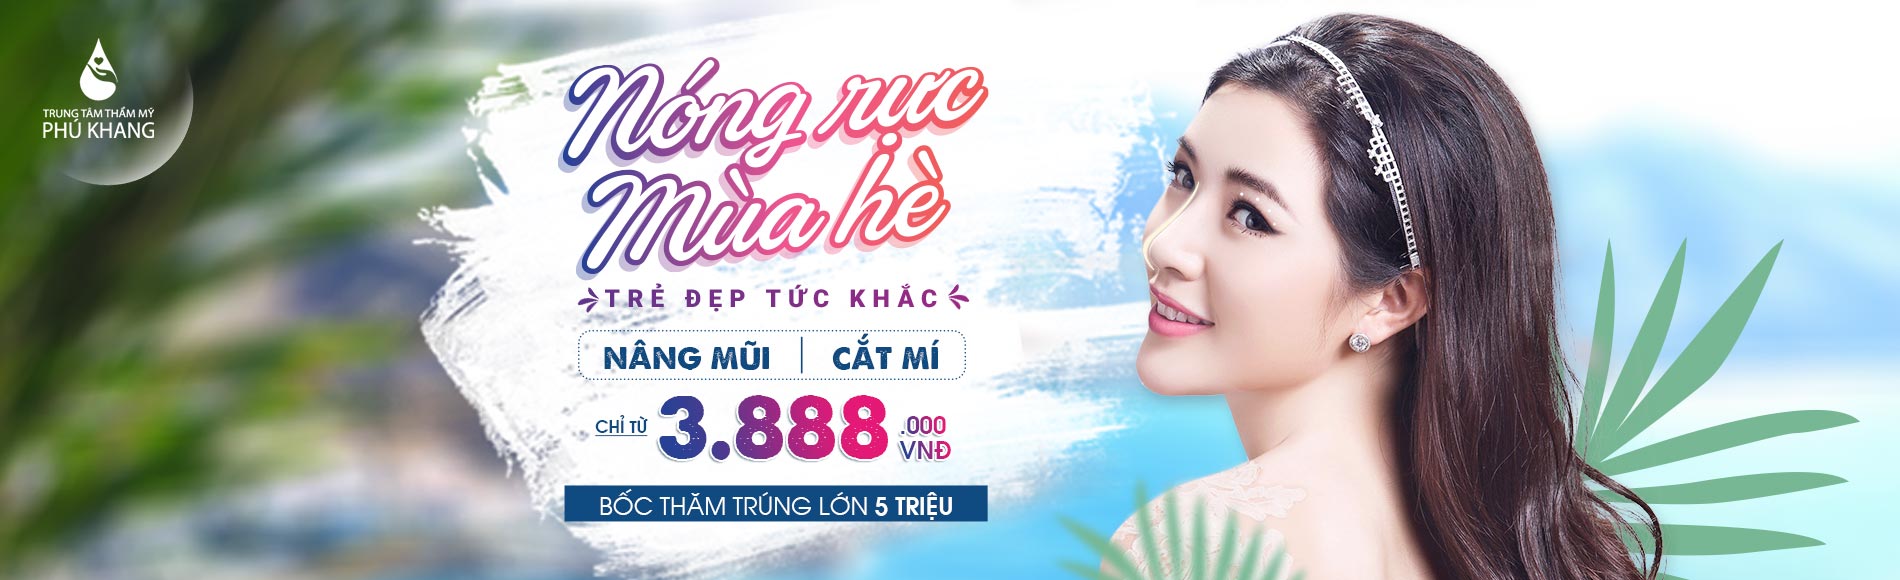 TRUNG TÂM THẨM MỸ
PHÚ KHANG
Nóng rực
Mùa hè
TRẺ ĐẸP TỨC KHẮC
NÂNG MŨI | CẮT MÍ
CHỈ TỪ 3.888.000 VNĐ
BỐC THĂM TRÚNG LỚN 5 TRIỆU